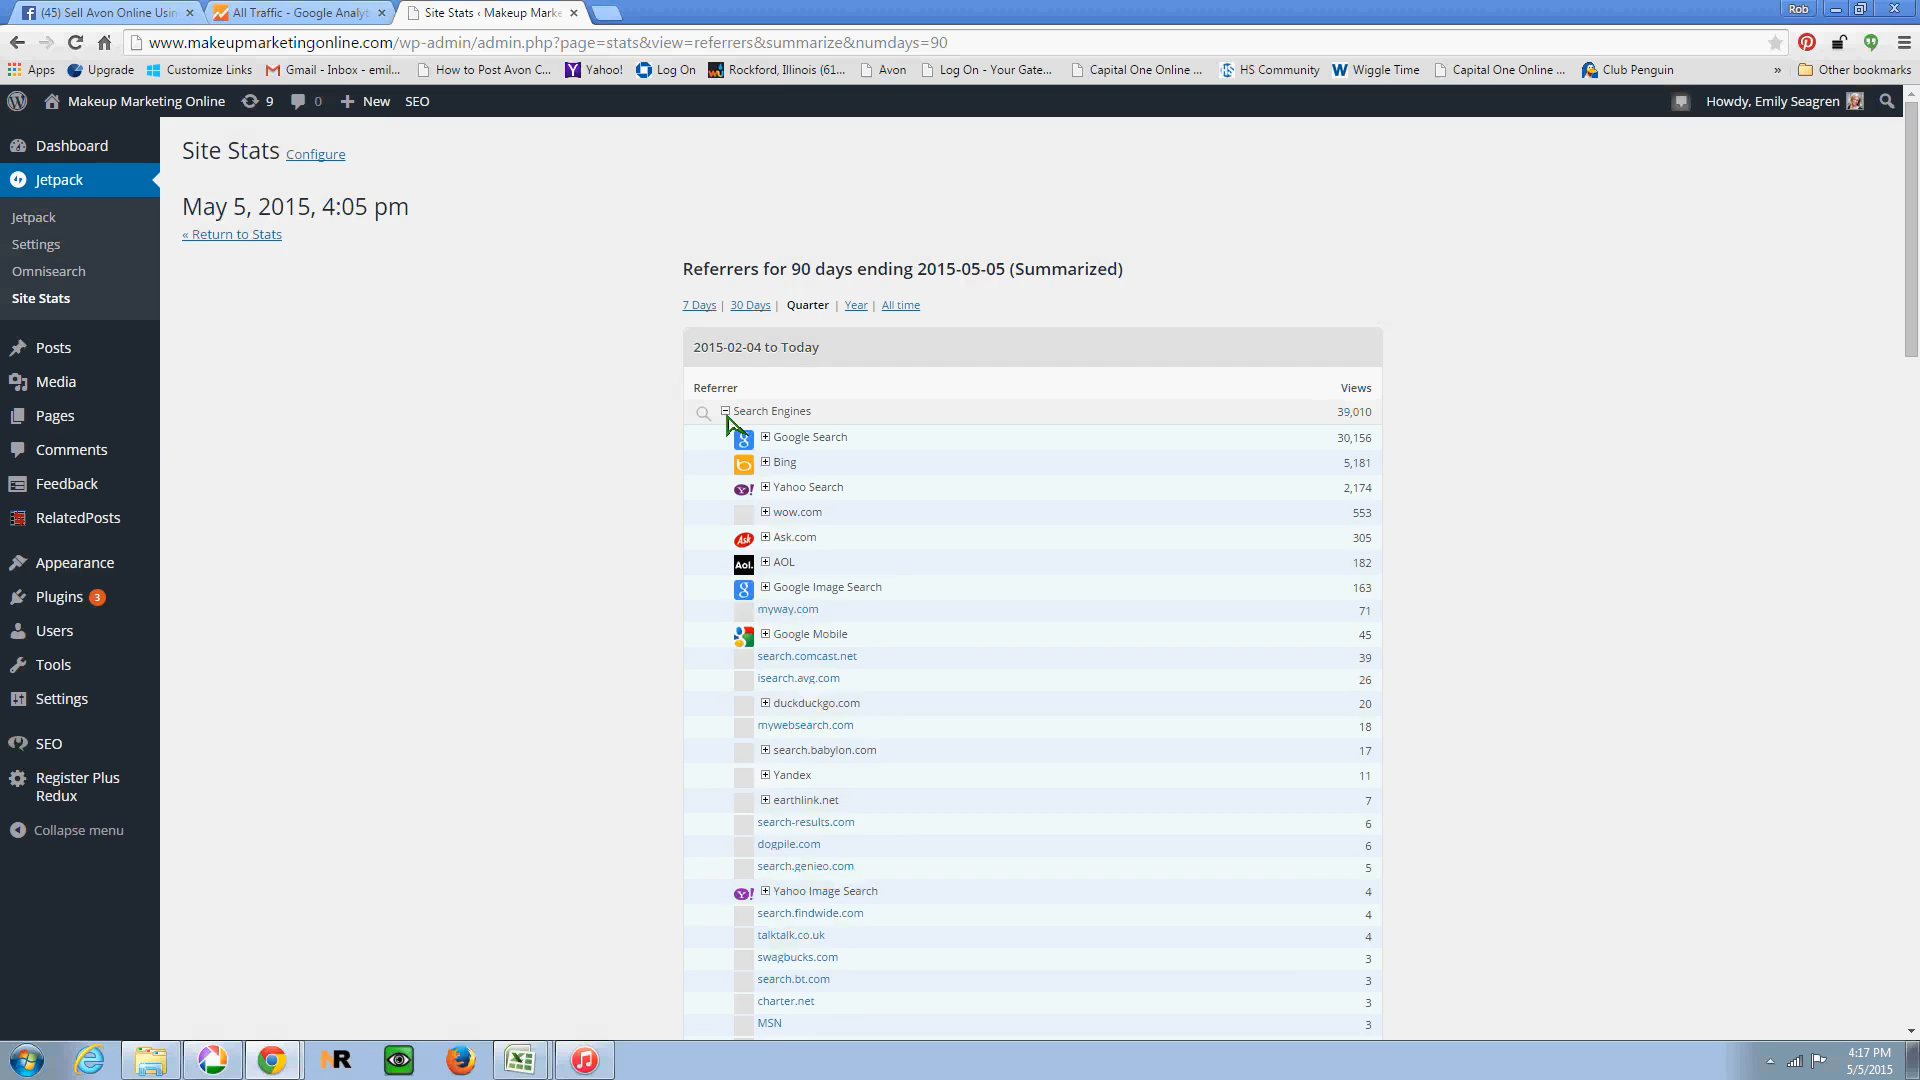 (45) Sell Avon Online Usin
All Traffic - Google Analyt
Site Stats ‹ Makeup Marke
Rob
www.makeupmarketingonline.com/wp-admin/admin.php?page=stats&view=referrers&summarize&numdays=90
Apps
Upgrade
Customize Links
Gmail - Inbox - emil...
How to Post Avon C...
Yahoo!
Log On
Rockford, Illinois (61...
Avon
Log On - Your Gate...
Capital One Online ...
HS Community
Wiggle Time
Capital One Online ...
Club Penguin
»
Other bookmarks
Makeup Marketing Online
9
0
New
SEO
Howdy, Emily Seagren
Dashboard
Jetpack
Jetpack
Settings
Omnisearch
Site Stats
Posts
Media
Pages
Comments
Feedback
RelatedPosts
Appearance
Plugins 3
Users
Tools
Settings
SEO
Register Plus
Redux
Collapse menu
Site Stats Configure
May 5, 2015, 4:05 pm
« Return to Stats
Referrers for 90 days ending 2015-05-05 (Summarized)
7 Days | 30 Days | Quarter | Year | All time
2015-02-04 to Today
Referrer Views
Search Engines 39,010
Google Search 30,156
Bing 5,181
Yahoo Search 2,174
wow.com 553
Ask Ask.com 305
Aol. AOL 182
Google Image Search 163
myway.com 71
Google Mobile 45
search.comcast.net 39
isearch.avg.com 26
duckduckgo.com 20
mywebsearch.com 18
search.babylon.com 17
Yandex 11
earthlink.net 7
search-results.com 6
dogpile.com 6
search.genieo.com 5
Yahoo Image Search 4
search.findwide.com 4
talktalk.co.uk 4
swagbucks.com 3
search.bt.com 3
charter.net 3
MSN 3
NR
4:17 PM
5/5/2015